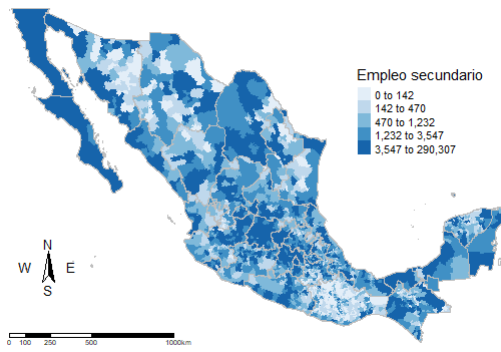 Empleo secundario
0 to 142
142 to 470
470 to 1,232
1,232 to 3,547
3,547 to 290,307
N
W E
S
0 100 250 500 1000km